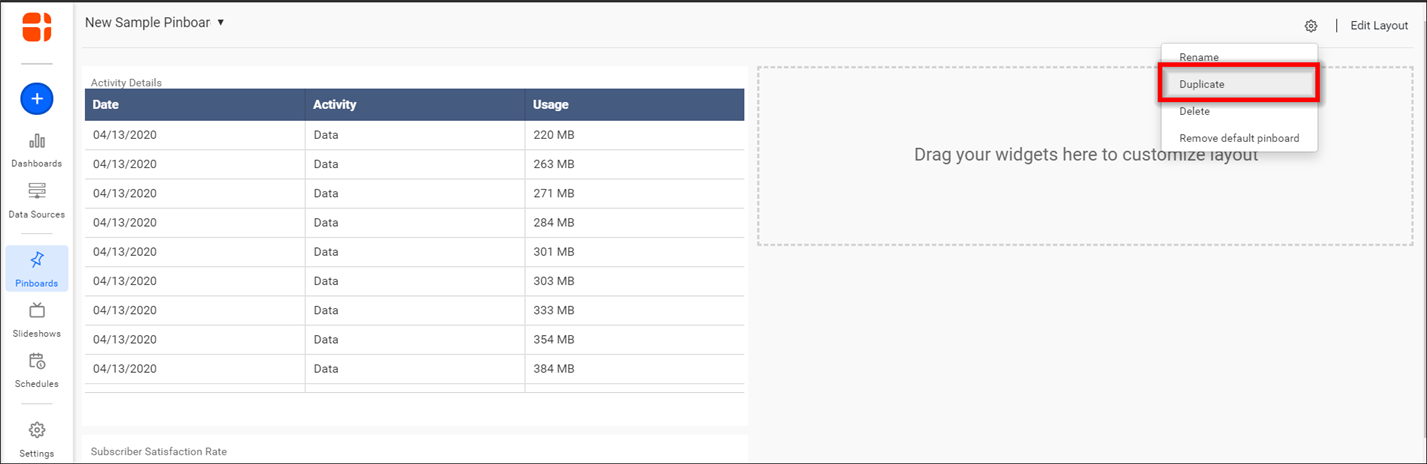 New Sample Pinboar
Edit Layout
Rename
Duplicate
Delete
Remove default pinboard
Dashboards
Data Sources
Pinboards
Slideshows
Schedules
Settings
Activity Details
Date Activity Usage
04/13/2020 Data 220 MB
04/13/2020 Data 263 MB
04/13/2020 Data 271 MB
04/13/2020 Data 284 MB
04/13/2020 Data 301 MB
04/13/2020 Data 303 MB
04/13/2020 Data 333 MB
04/13/2020 Data 354 MB
04/13/2020 Data 384 MB
Drag your widgets here to customize layout
Subscriber Satisfaction Rate